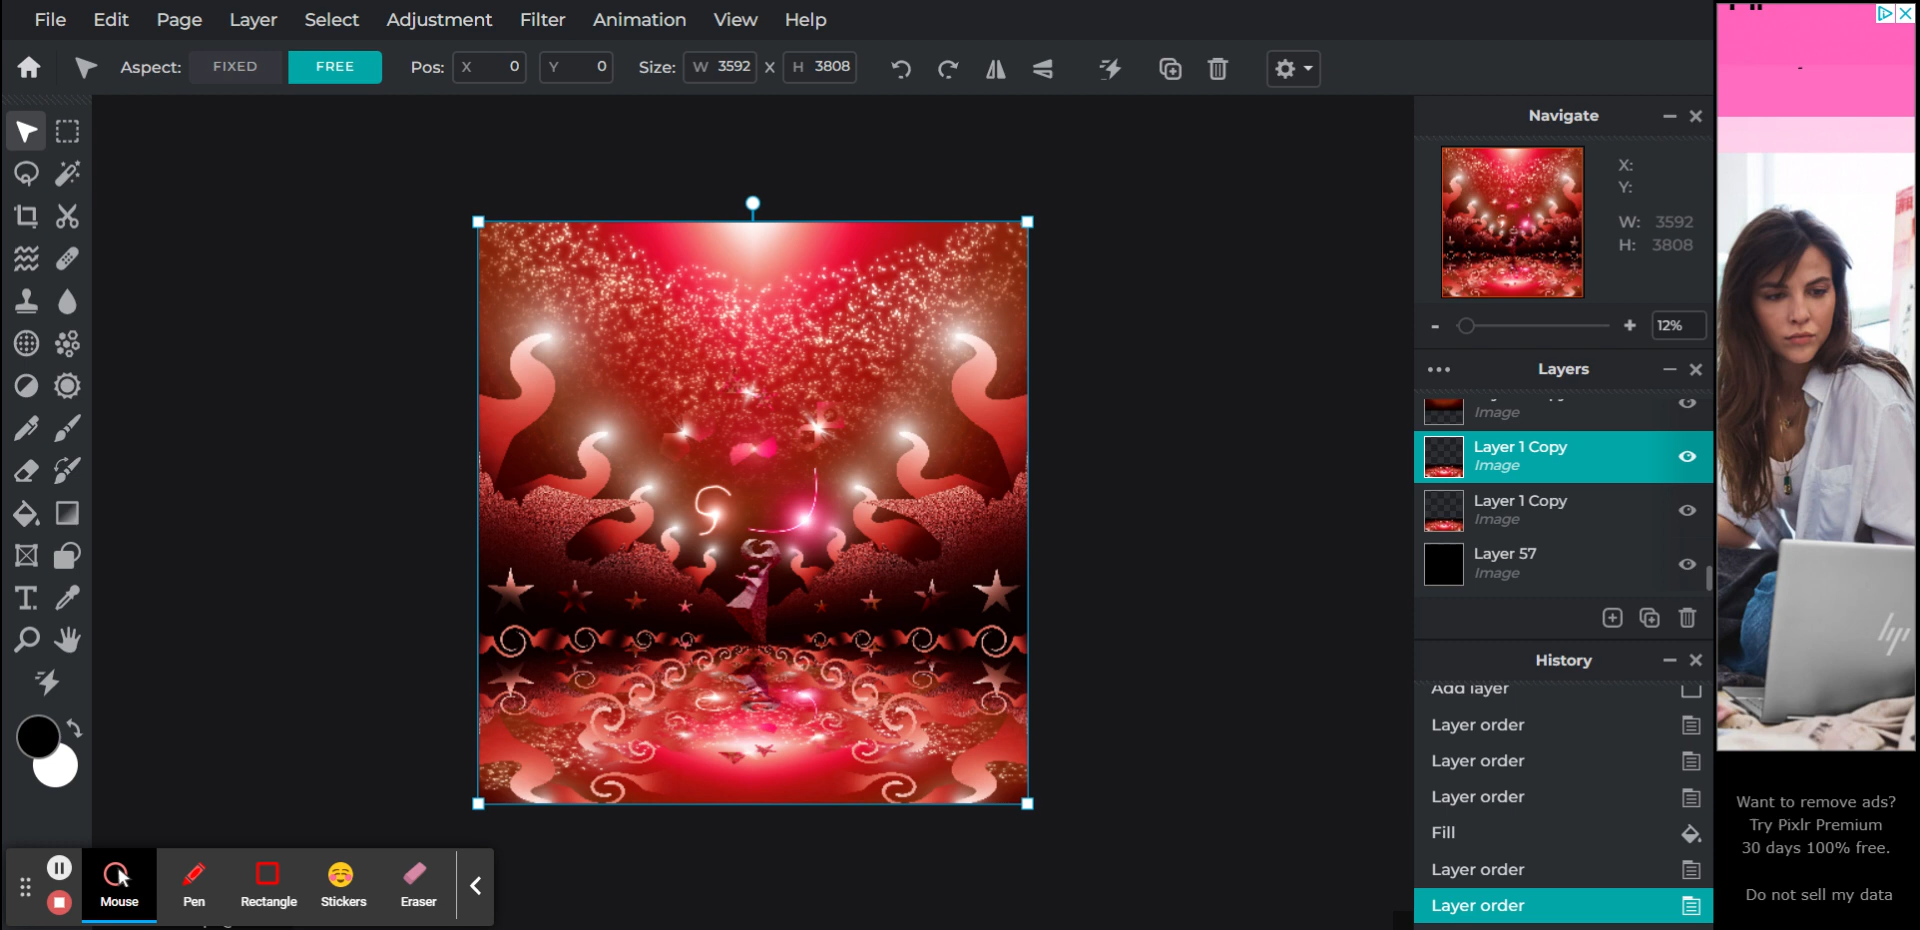 File Edit Page Layer Select Adjustment Filter Animation View Help
Aspect: FIXED FREE Pos: X 0 Y 0 Size: W 3592 X H 3808
Navigate
X:
Y:
W: 3592
H: 3808
- + 12%
Layers
Image
Layer 1 Copy
Image
Layer 1 Copy
Image
Layer 57
Image
History
Add layer
Layer order
Layer order
Layer order
Fill
Layer order
Layer order
Mouse Pen Rectangle Stickers Eraser
hp
Want to remove ads?
Try Pixlr Premium
30 days 100% free.
Do not sell my data